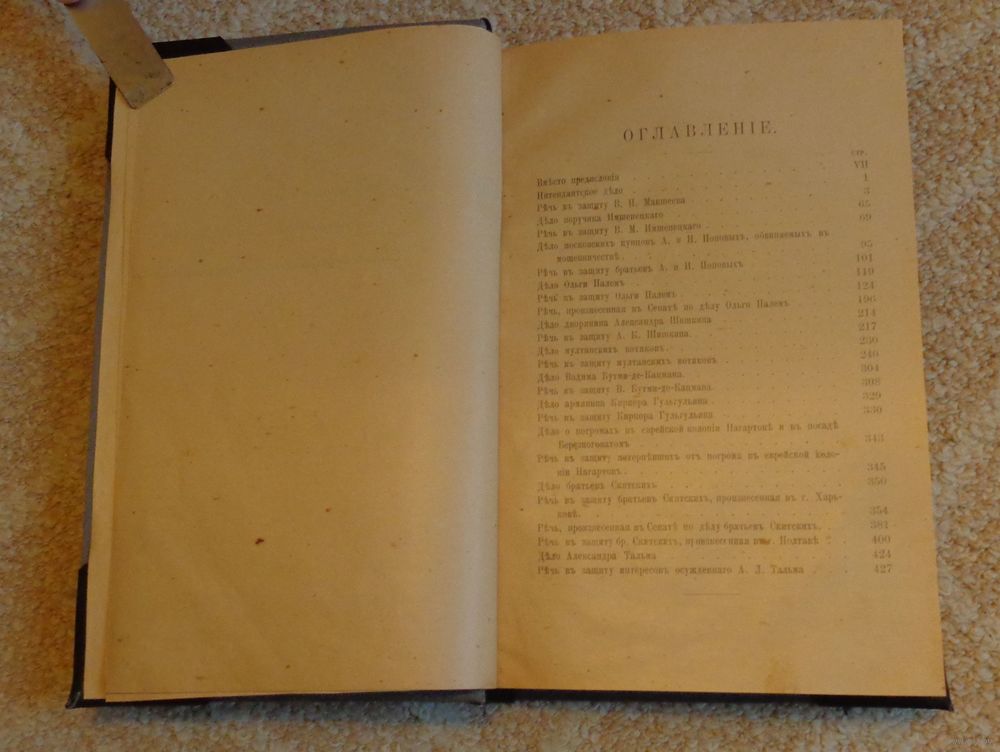 ОГЛАВЛЕНІЕ.
СТР.
Вмѣсто предисловія VII
Интендантское дѣло 1
Рѣчь въ защиту В. П. Макшеева 3
Дѣло поручика Имшенецкаго 65
Рѣчь въ защиту В. М. Имшенецкаго 69
Дѣло московскихъ купцовъ А. и И. Поповыхъ, обвиняемыхъ въ
мошенничествѣ 95
Рѣчь въ защиту братьевъ А. и И. Поповыхъ 101
Дѣло Ольги Палемъ 119
Рѣчь въ защиту Ольги Палемъ 124
Рѣчь, произнесенная въ Сенатѣ по дѣлу Ольги Палемъ 196
Дѣло дворянина Александра Шишкина 214
Рѣчь въ защиту А. К. Шишкина 217
Дѣло мултанскихъ вотяковъ 230
Рѣчь въ защиту мултанскихъ вотяковъ 246
Дѣло Вадима Бутми-де-Кацмана. 304
Рѣчь въ защиту В. Бутми-де-Кацмана. 308
Дѣло армянина Киркора Гульгульяна 329
Рѣчь въ защиту Киркора Гульгульяна 330
Дѣло о погромахъ въ еврейской колоніи Нагартовѣ и въ посадѣ
Березноговатомъ 343
Рѣчь въ защиту потерпѣвшихъ отъ погрома въ еврейской коло-
ніи Нагартовъ 345
Дѣло братьевъ Скитскихъ 350
Рѣчь въ защиту братьевъ Скитскихъ, произнесенная въ г. Харь-
ковѣ. 354
Рѣчь, произнесенная въ Сенатѣ по дѣлу братьевъ Скитскихъ. 381
Рѣчь въ защиту бр. Скитскихъ, произнесенная въ г. Полтавѣ 400
Дѣло Александра Тальма 424
Рѣчь въ защиту интересовъ осужденнаго А. Л. Тальма 427